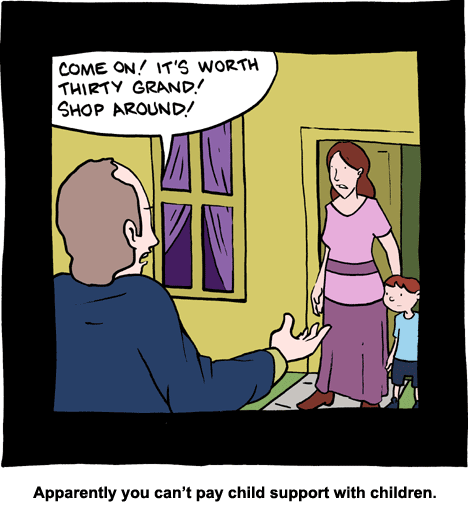 COME ON! IT'S WORTH
THIRTY GRAND!
SHOP AROUND!
Apparently you can't pay child support with children.